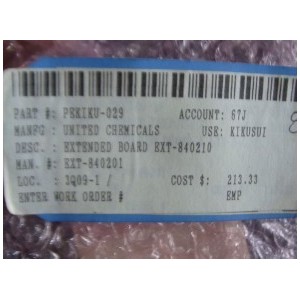 PART #: PEKIKU-029 ACCOUNT: 67J
MANFG : UNITED CHEMICALS USE: KIKUSUI
DESC. : EXTENDED BOARD EXT-840210
MAN. #: EXT-840201
LOC. : 3Q09-1 / COST $: 213.33
ENTER WORK ORDER # EMP